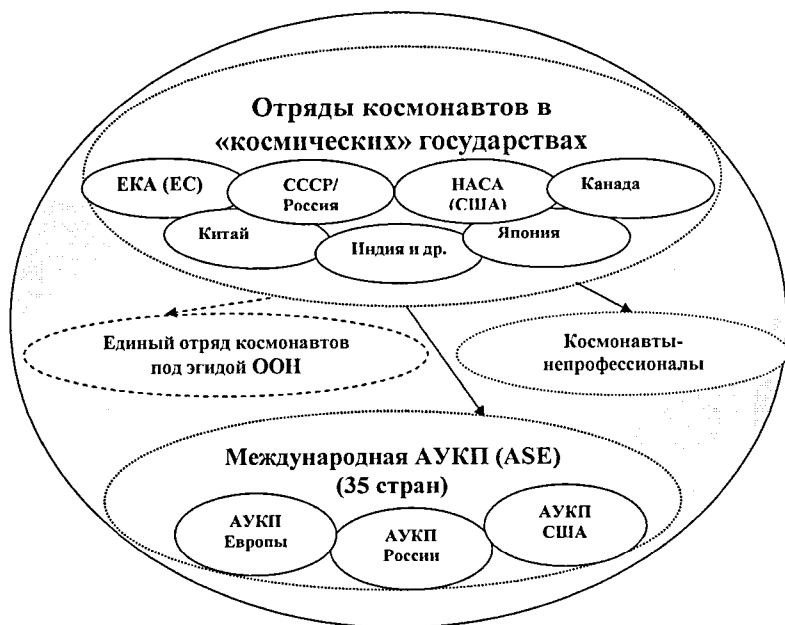 Отряды космонавтов в
«космических» государствах
ЕКА (ЕС)
СССР/
Россия
НАСА
(США)
Канада
Китай
Индия и др.
Япония
Единый отряд космонавтов
под эгидой ООН
Космонавты-
непрофессионалы
Международная АУКП (ASE)
(35 стран)
АУКП
Европы
АУКП
России
АУКП
США